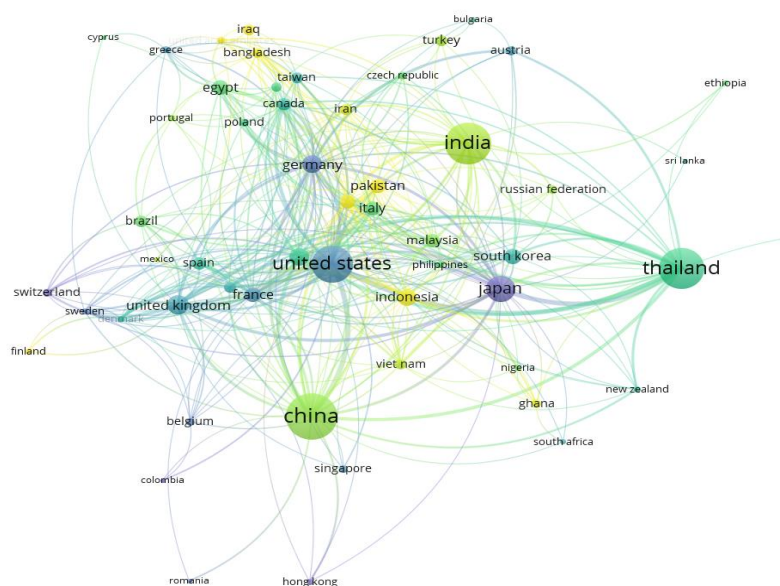 bulgaria
cyprus
iraq
turkey
greece
bangladesh
austria
taiwan
czech republic
ethiopia
egypt
canada
iran
portugal
poland
india
sri lanka
germany
pakistan
russian federation
italy
brazil
malaysia
mexico
spain
united states
philippines
south korea
thailand
switzerland
japan
france
indonesia
united kingdom
sweden
denmark
finland
viet nam
nigeria
new zealand
ghana
china
belgium
south africa
singapore
colombia
romania
hong kong